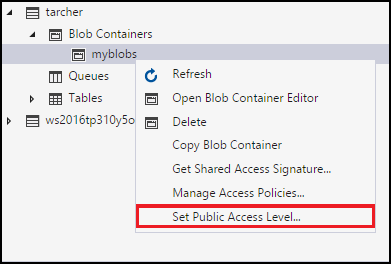 tarcher
Blob Containers
myblobs
Queues
Tables
ws2016tp310y5o
Refresh
Open Blob Container Editor
Delete
Copy Blob Container
Get Shared Access Signature...
Manage Access Policies...
Set Public Access Level...